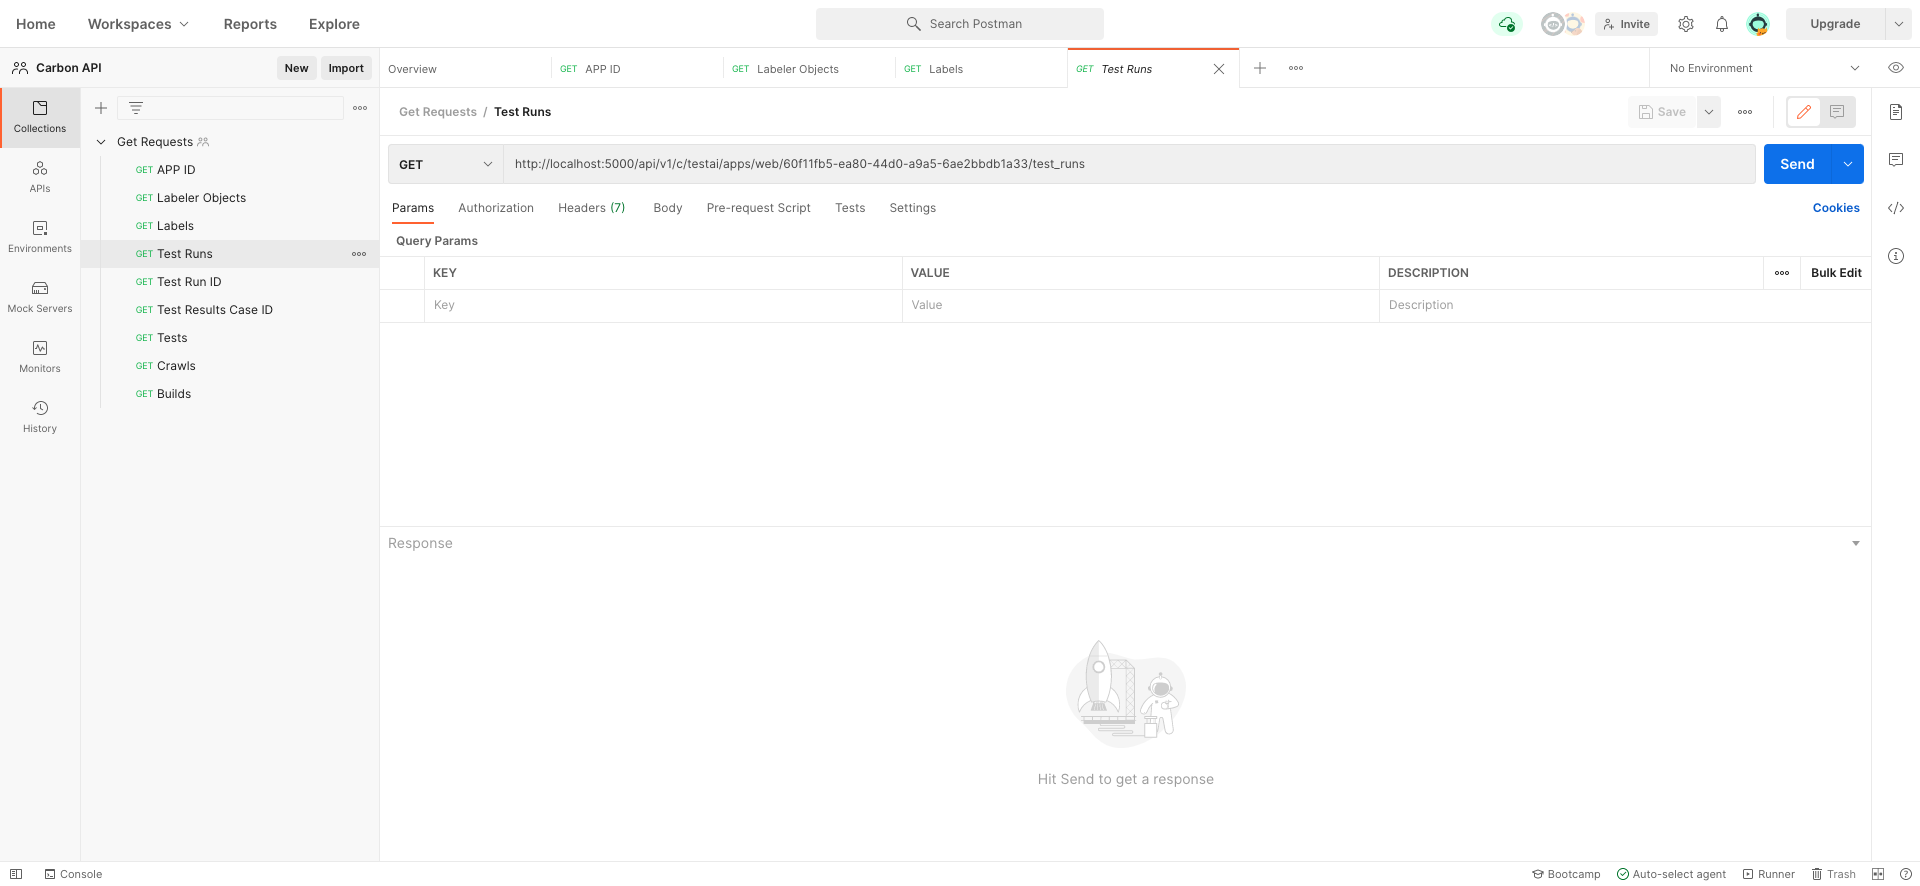 Home Workspaces Reports Explore Search Postman Invite Upgrade
Carbon API New Import Overview GET APP ID GET Labeler Objects GET Labels GET Test Runs No Environment
Get Requests / Test Runs Save
Collections
APIs
Environments
Mock Servers
Monitors
History
Get Requests
GET APP ID
GET Labeler Objects
GET Labels
GET Test Runs
GET Test Run ID
GET Test Results Case ID
GET Tests
GET Crawls
GET Builds
GET http://localhost:5000/api/v1/c/testai/apps/web/60f11fb5-ea80-44d0-a9a5-6ae2bbdb1a33/test_runs Send
Params Authorization Headers (7) Body Pre-request Script Tests Settings Cookies
Query Params
KEY VALUE DESCRIPTION Bulk Edit
Key Value Description
Response
Hit Send to get a response
Console Bootcamp Auto-select agent Runner Trash